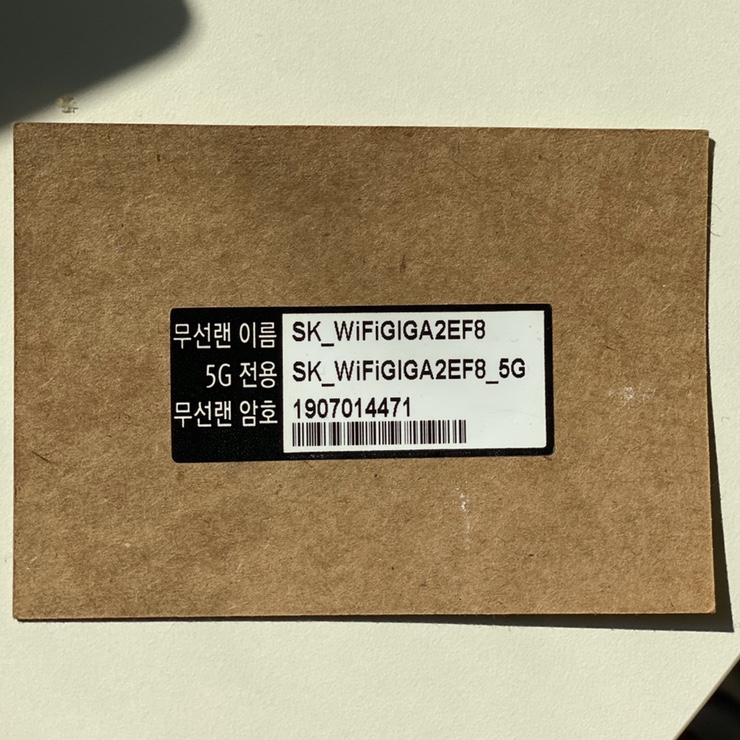 무선랜 이름 SK_WiFiGIGA2EF8
5G 전용 SK_WiFiGIGA2EF8_5G
무선랜 암호 1907014471